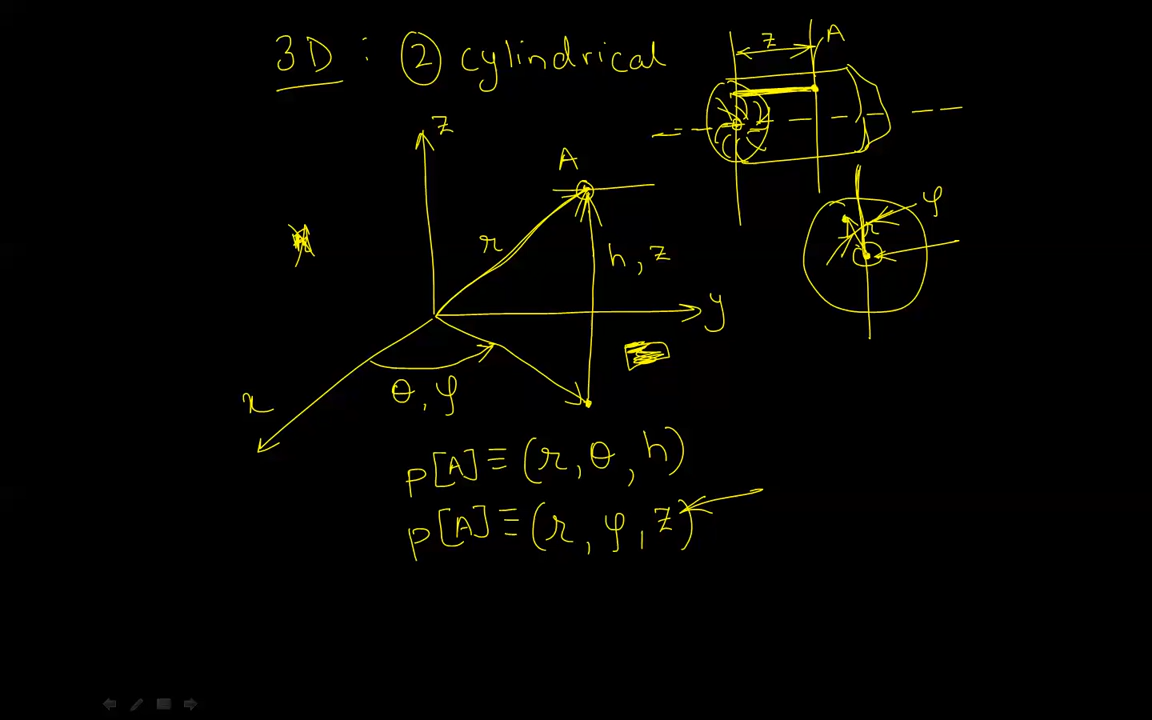 3D : ② cylindrical
z A
z
A
φ
r
r
h, z
y
θ, φ
x
P[A] ≡ (r, θ, h)
P[A] ≡ (r, φ, z)